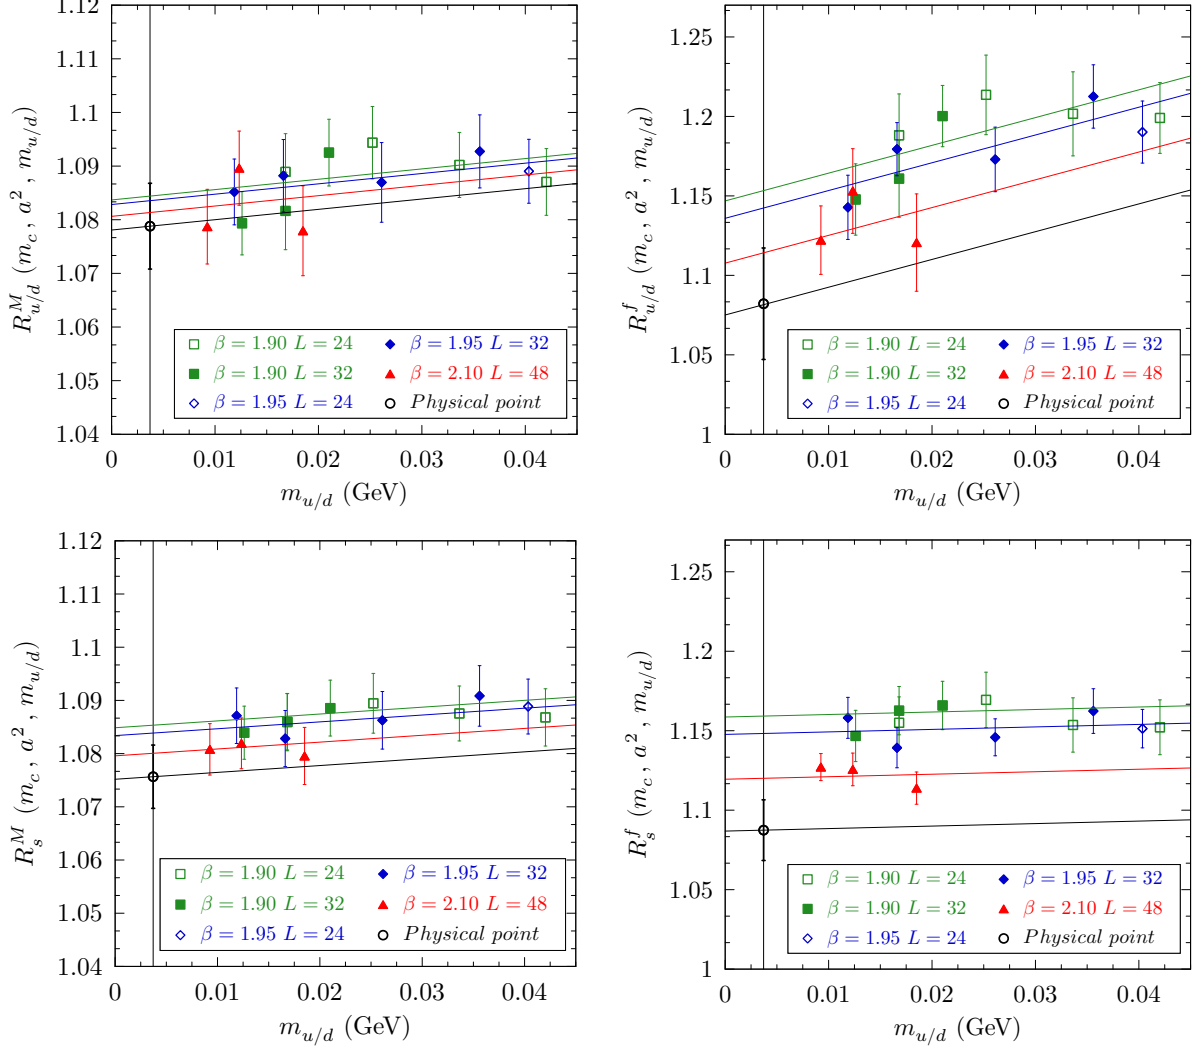 1.12
1.11
1.1
1.09
1.08
1.07
1.06
1.05
1.04
R^M_{u/d} (m_c , a^2 , m_{u/d})
β = 1.90 L = 24
β = 1.95 L = 32
β = 1.90 L = 32
β = 2.10 L = 48
β = 1.95 L = 24
Physical point
0 0.01 0.02 0.03 0.04
m_{u/d} (GeV)
1.25
1.2
1.15
1.1
1.05
1
R^f_{u/d} (m_c , a^2 , m_{u/d})
β = 1.90 L = 24
β = 1.95 L = 32
β = 1.90 L = 32
β = 2.10 L = 48
β = 1.95 L = 24
Physical point
0 0.01 0.02 0.03 0.04
m_{u/d} (GeV)
1.12
1.11
1.1
1.09
1.08
1.07
1.06
1.05
1.04
R^M_s (m_c , a^2 , m_{u/d})
β = 1.90 L = 24
β = 1.95 L = 32
β = 1.90 L = 32
β = 2.10 L = 48
β = 1.95 L = 24
Physical point
0 0.01 0.02 0.03 0.04
m_{u/d} (GeV)
1.25
1.2
1.15
1.1
1.05
1
R^f_s (m_c , a^2 , m_{u/d})
β = 1.90 L = 24
β = 1.95 L = 32
β = 1.90 L = 32
β = 2.10 L = 48
β = 1.95 L = 24
Physical point
0 0.01 0.02 0.03 0.04
m_{u/d} (GeV)